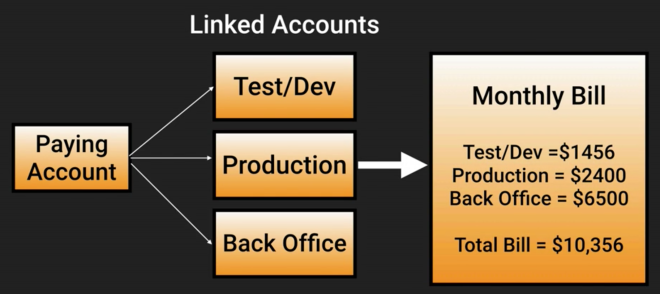 Linked Accounts
Paying
Account
Test/Dev
Production
Back Office
Monthly Bill
Test/Dev =$1456
Production = $2400
Back Office = $6500
Total Bill = $10,356